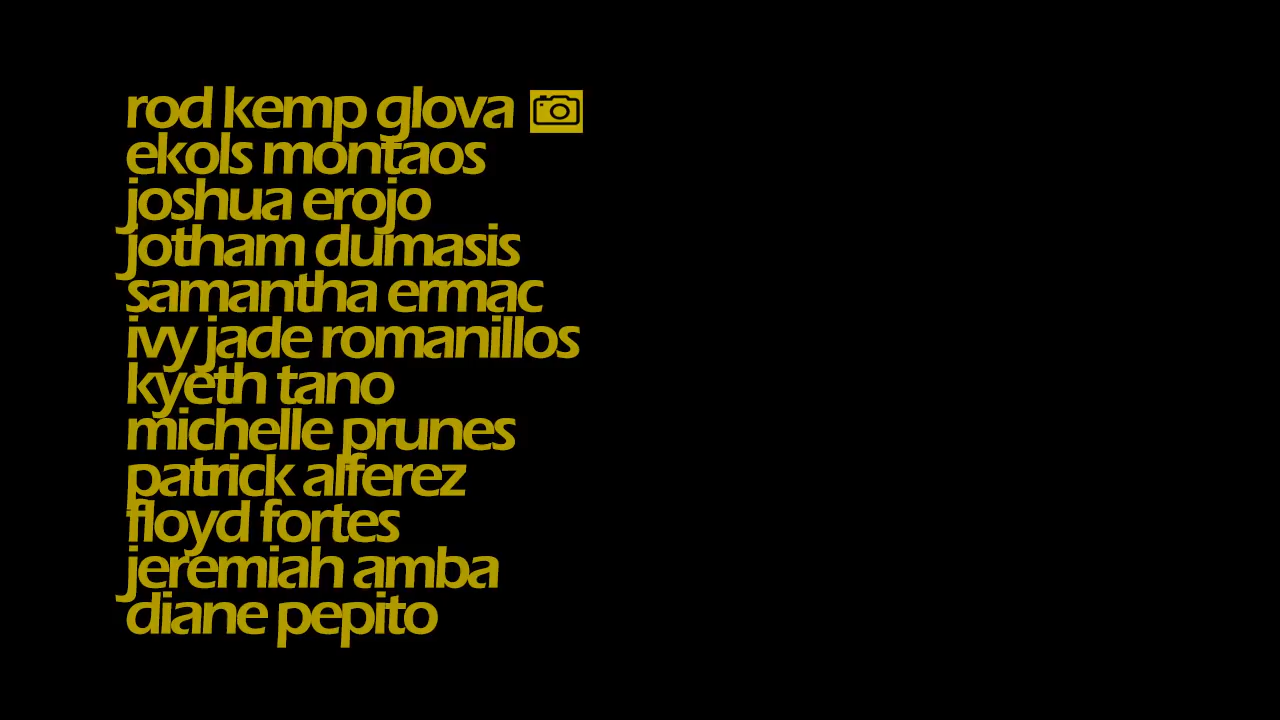 rod kemp glova
ekols montaos
joshua erojo
jotham dumasis
samantha ermac
ivy jade romanillos
kyeth tano
michelle prunes
patrick alferez
floyd fortes
jeremiah amba
diane pepito